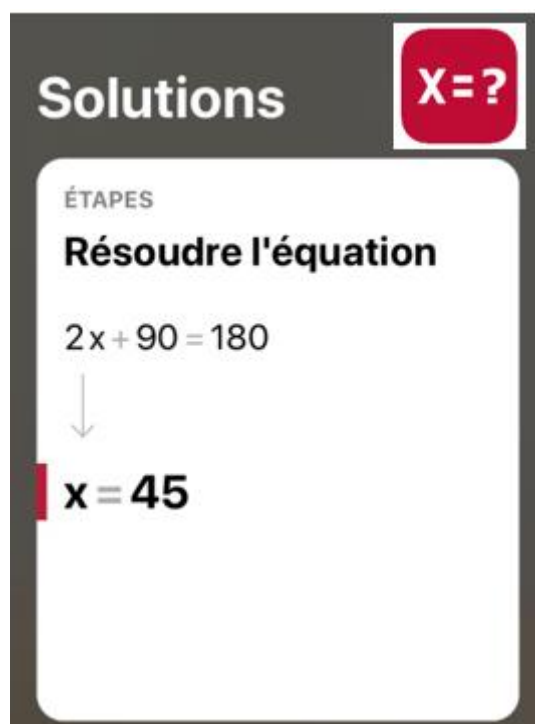 Solutions
X=?
ÉTAPES
Résoudre l'équation
2x+90=180
x=45